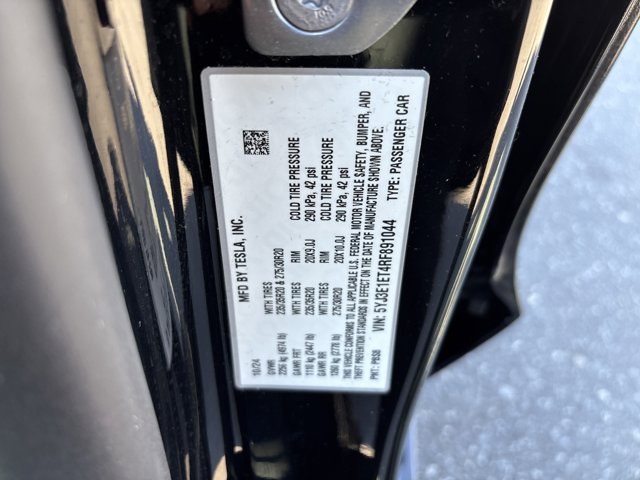 MFD BY TESLA, INC.
10/24
GVWR WITH TIRES
2256 kg (4974 lb) 235/35R20 & 275/30R20
GAWR FRT WITH TIRES RIM COLD TIRE PRESSURE
1110 kg (2447 lb) 235/35R20 20X9.0J 290 kPa, 42 psi
GAWR RR WITH TIRES RIM COLD TIRE PRESSURE
1260 kg (2778 lb) 275/30R20 20X10.0J 290 kPa, 42 psi
THIS VEHICLE CONFORMS TO ALL APPLICABLE U.S. FEDERAL MOTOR VEHICLE SAFETY, BUMPER, AND
THEFT PREVENTION STANDARDS IN EFFECT ON THE DATE OF MANUFACTURE SHOWN ABOVE.
PNT: PBSB VIN: 5YJ3E1ET4RF891044 TYPE: PASSENGER CAR